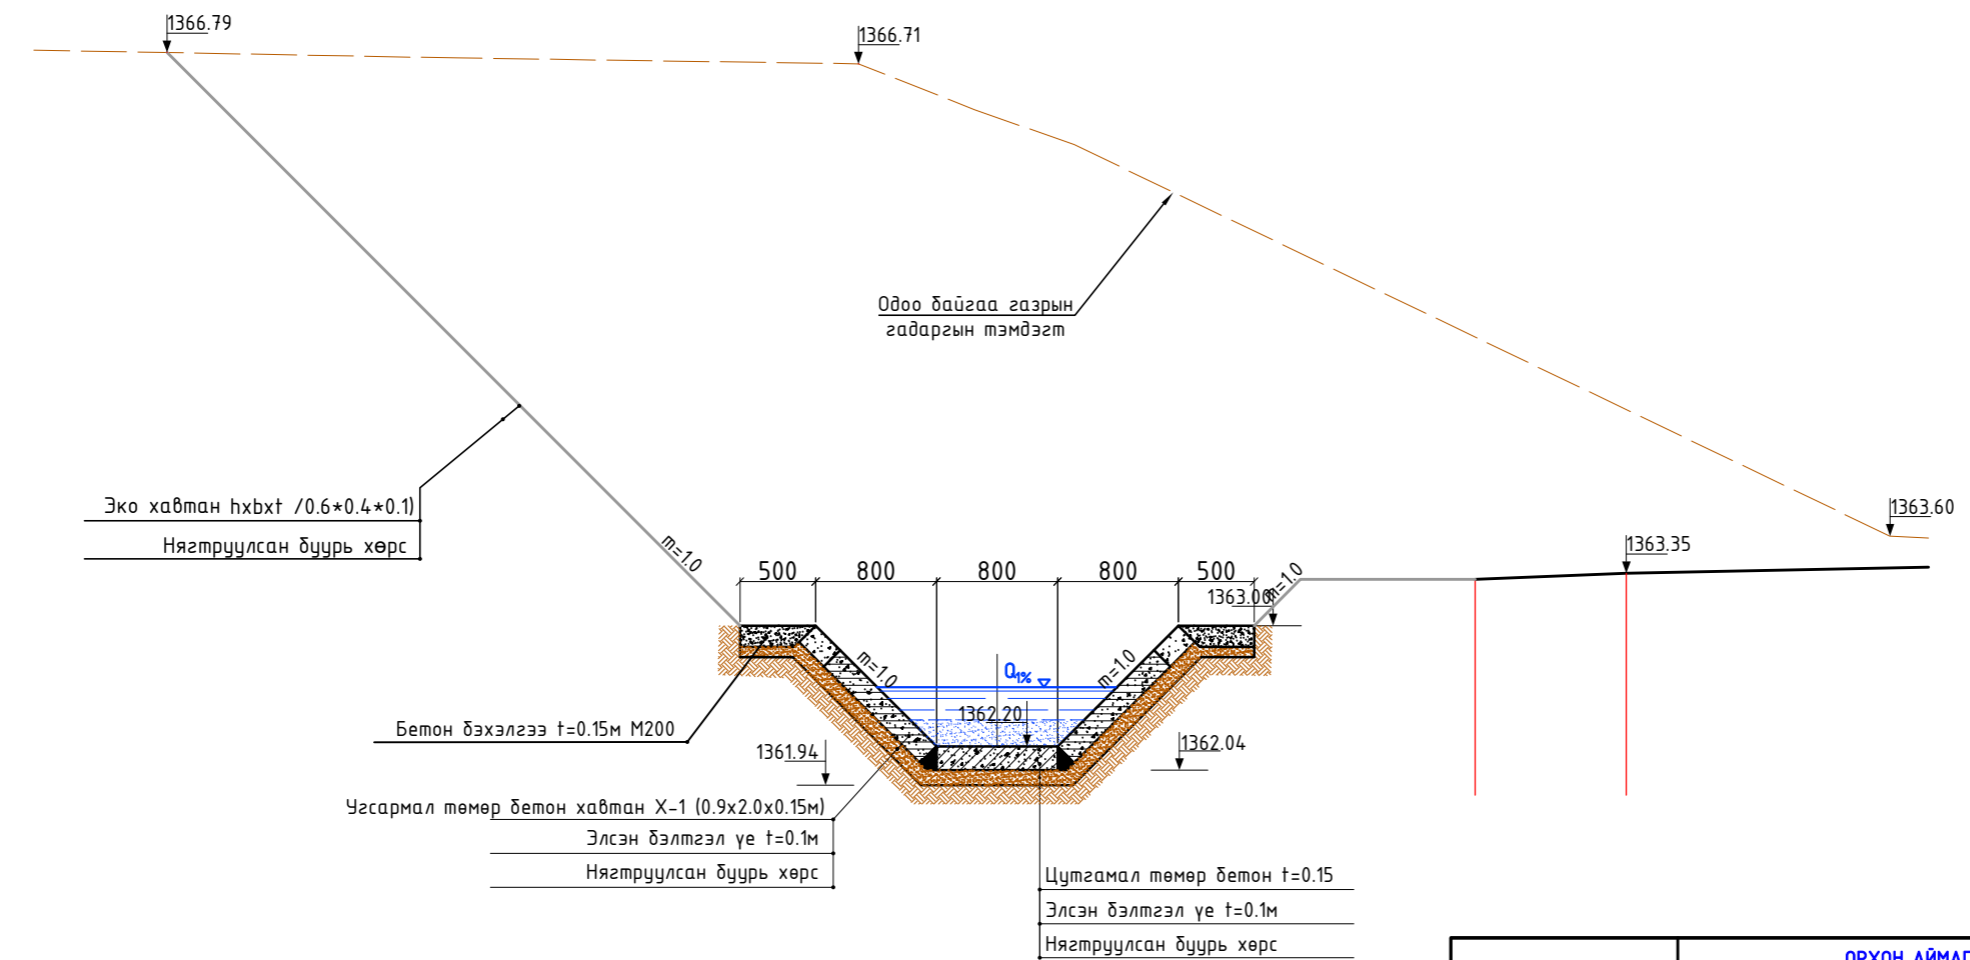 1366.79
1366.71
Одоо байгаа газрын
гадаргын тэмдэгт
Эко хавтан hxbxt /0.6*0.4*0.1)
Нягтруулсан буурь хөрс
1363.60
1363.35
m=1.0
500 800 800 800 500
m=1.0
1363.00
m=1.0
m=1.0
Q1%
1362.20
Бетон бэхэлгээ t=0.15м М200
1361.94
1362.04
Угсармал төмөр бетон хавтан Х-1 (0.9x2.0x0.15м)
Элсэн бэлтгэл үе t=0.1м
Нягтруулсан буурь хөрс
Цутгамал төмөр бетон t=0.15
Элсэн бэлтгэл үе t=0.1м
Нягтруулсан буурь хөрс
ОРХОН АЙМАГ